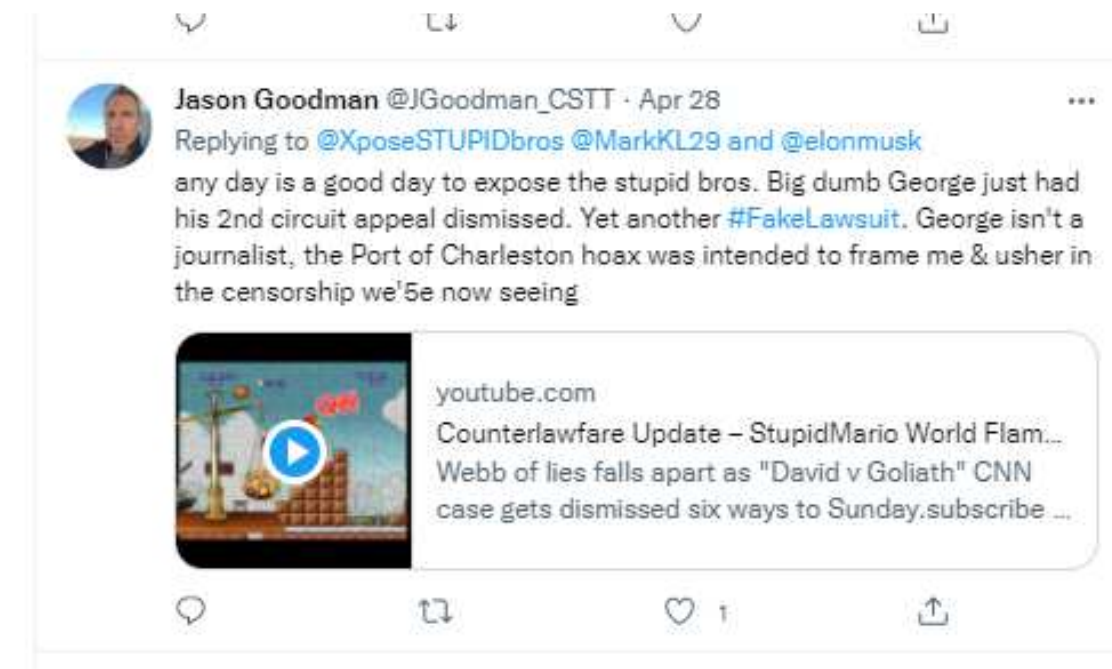 Jason Goodman @JGoodman_CSTT · Apr 28
Replying to @XposeSTUPIDbros @MarkKL29 and @elonmusk
any day is a good day to expose the stupid bros. Big dumb George just had
his 2nd circuit appeal dismissed. Yet another #FakeLawsuit. George isn't a
journalist, the Port of Charleston hoax was intended to frame me & usher in
the censorship we'5e now seeing
youtube.com
Counterlawfare Update – StupidMario World Flam...
Webb of lies falls apart as "David v Goliath" CNN
case gets dismissed six ways to Sunday.subscribe ...
1